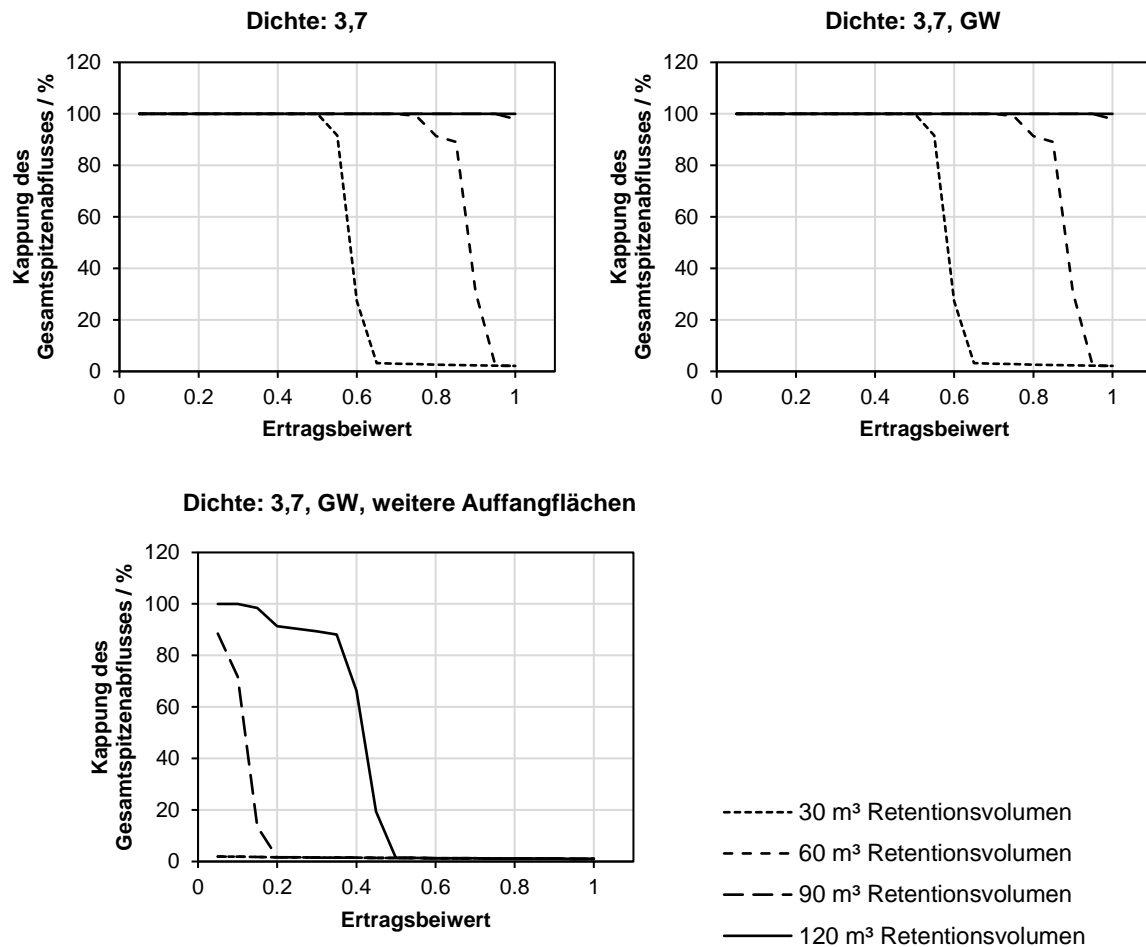 Dichte: 3,7
Kappung des
Gesamtspitzenabflusses / %
120
100
80
60
40
20
0
0 0.2 0.4 0.6 0.8 1
Ertragsbeiwert
Dichte: 3,7, GW
Kappung des
Gesamtspitzenabflusses / %
120
100
80
60
40
20
0
0 0.2 0.4 0.6 0.8 1
Ertragsbeiwert
Dichte: 3,7, GW, weitere Auffangflächen
Kappung des
Gesamtspitzenabflusses / %
120
100
80
60
40
20
0
0 0.2 0.4 0.6 0.8 1
Ertragsbeiwert
30 m³ Retentionsvolumen
60 m³ Retentionsvolumen
90 m³ Retentionsvolumen
120 m³ Retentionsvolumen